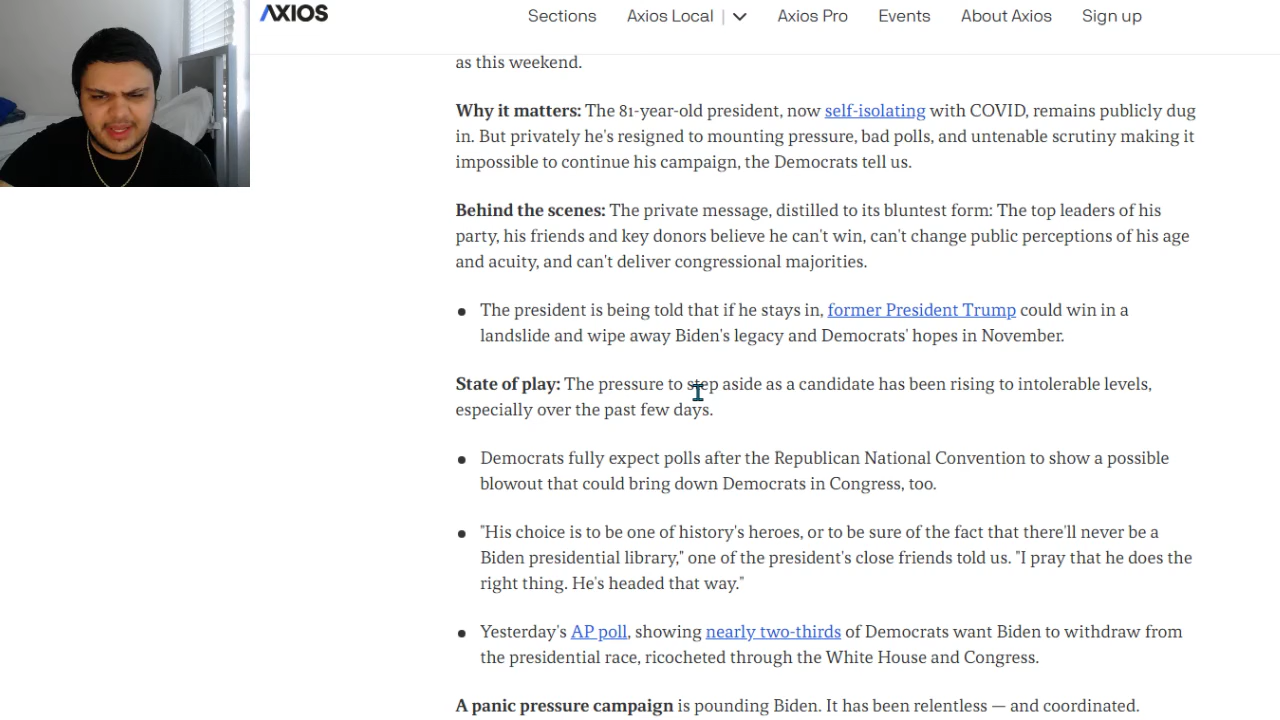 AXIOS
Sections Axios Local | Axios Pro Events About Axios Sign up
as this weekend.
Why it matters: The 81-year-old president, now self-isolating with COVID, remains publicly dug
in. But privately he's resigned to mounting pressure, bad polls, and untenable scrutiny making it
impossible to continue his campaign, the Democrats tell us.
Behind the scenes: The private message, distilled to its bluntest form: The top leaders of his
party, his friends and key donors believe he can't win, can't change public perceptions of his age
and acuity, and can't deliver congressional majorities.
• The president is being told that if he stays in, former President Trump could win in a
landslide and wipe away Biden's legacy and Democrats' hopes in November.
State of play: The pressure to step aside as a candidate has been rising to intolerable levels,
especially over the past few days.
• Democrats fully expect polls after the Republican National Convention to show a possible
blowout that could bring down Democrats in Congress, too.
• "His choice is to be one of history's heroes, or to be sure of the fact that there'll never be a
Biden presidential library," one of the president's close friends told us. "I pray that he does the
right thing. He's headed that way."
• Yesterday's AP poll, showing nearly two-thirds of Democrats want Biden to withdraw from
the presidential race, ricocheted through the White House and Congress.
A panic pressure campaign is pounding Biden. It has been relentless — and coordinated.